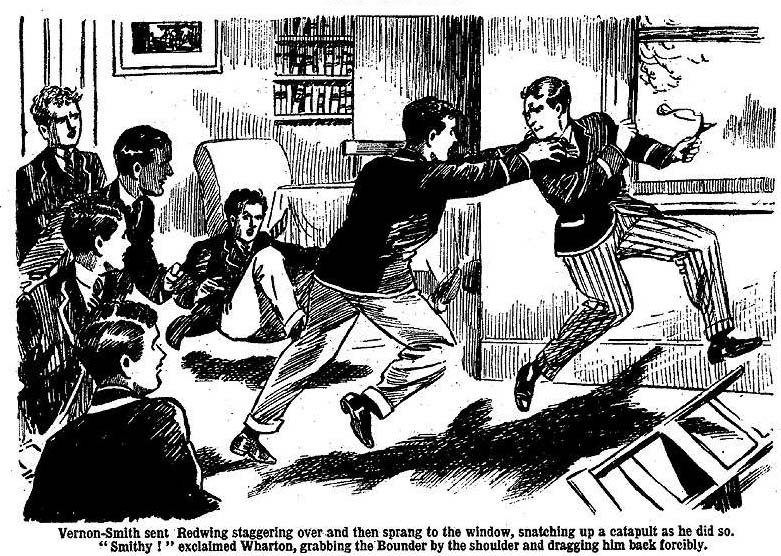 Vernon-Smith sent Redwing staggering over and then sprang to the window, snatching up a catapult as he did so.
" Smithy ! " exclaimed Wharton, grabbing the Bounder by the shoulder and dragging him back forcibly.